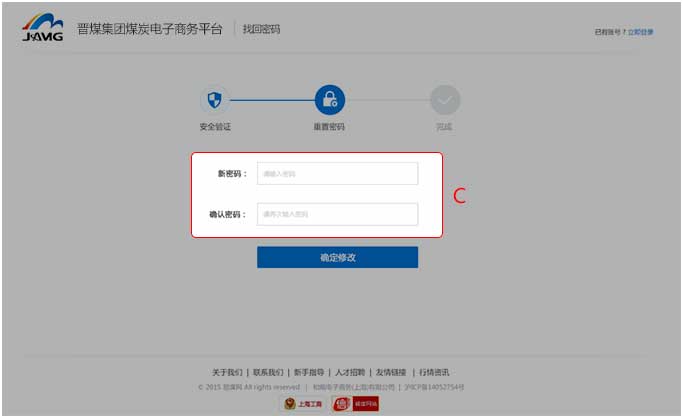 JAMG 晋煤集团煤炭电子商务平台 找回密码
已有账号？立即登录
安全验证 重置密码 完成
新密码： 请输入密码
C
确认密码： 请再次输入密码
确定修改
关于我们 | 联系我们 | 新手指导 | 人才招聘 | 友情链接 | 行情资讯
© 2015 晋煤网 All rights reserved | 和煦电子商务(上海)有限公司 | 沪ICP备14052754号
上海工商 诚信网站